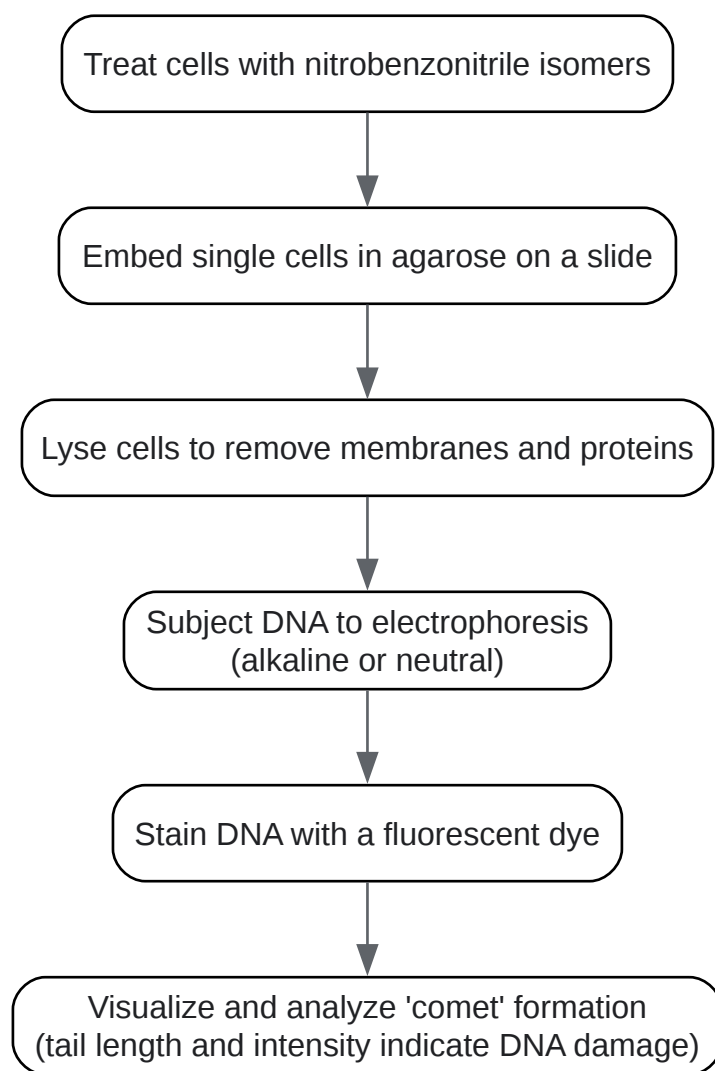 Treat cells with nitrobenzonitrile isomers
Embed single cells in agarose on a slide
Lyse cells to remove membranes and proteins
Subject DNA to electrophoresis
(alkaline or neutral)
Stain DNA with a fluorescent dye
Visualize and analyze 'comet' formation
(tail length and intensity indicate DNA damage)